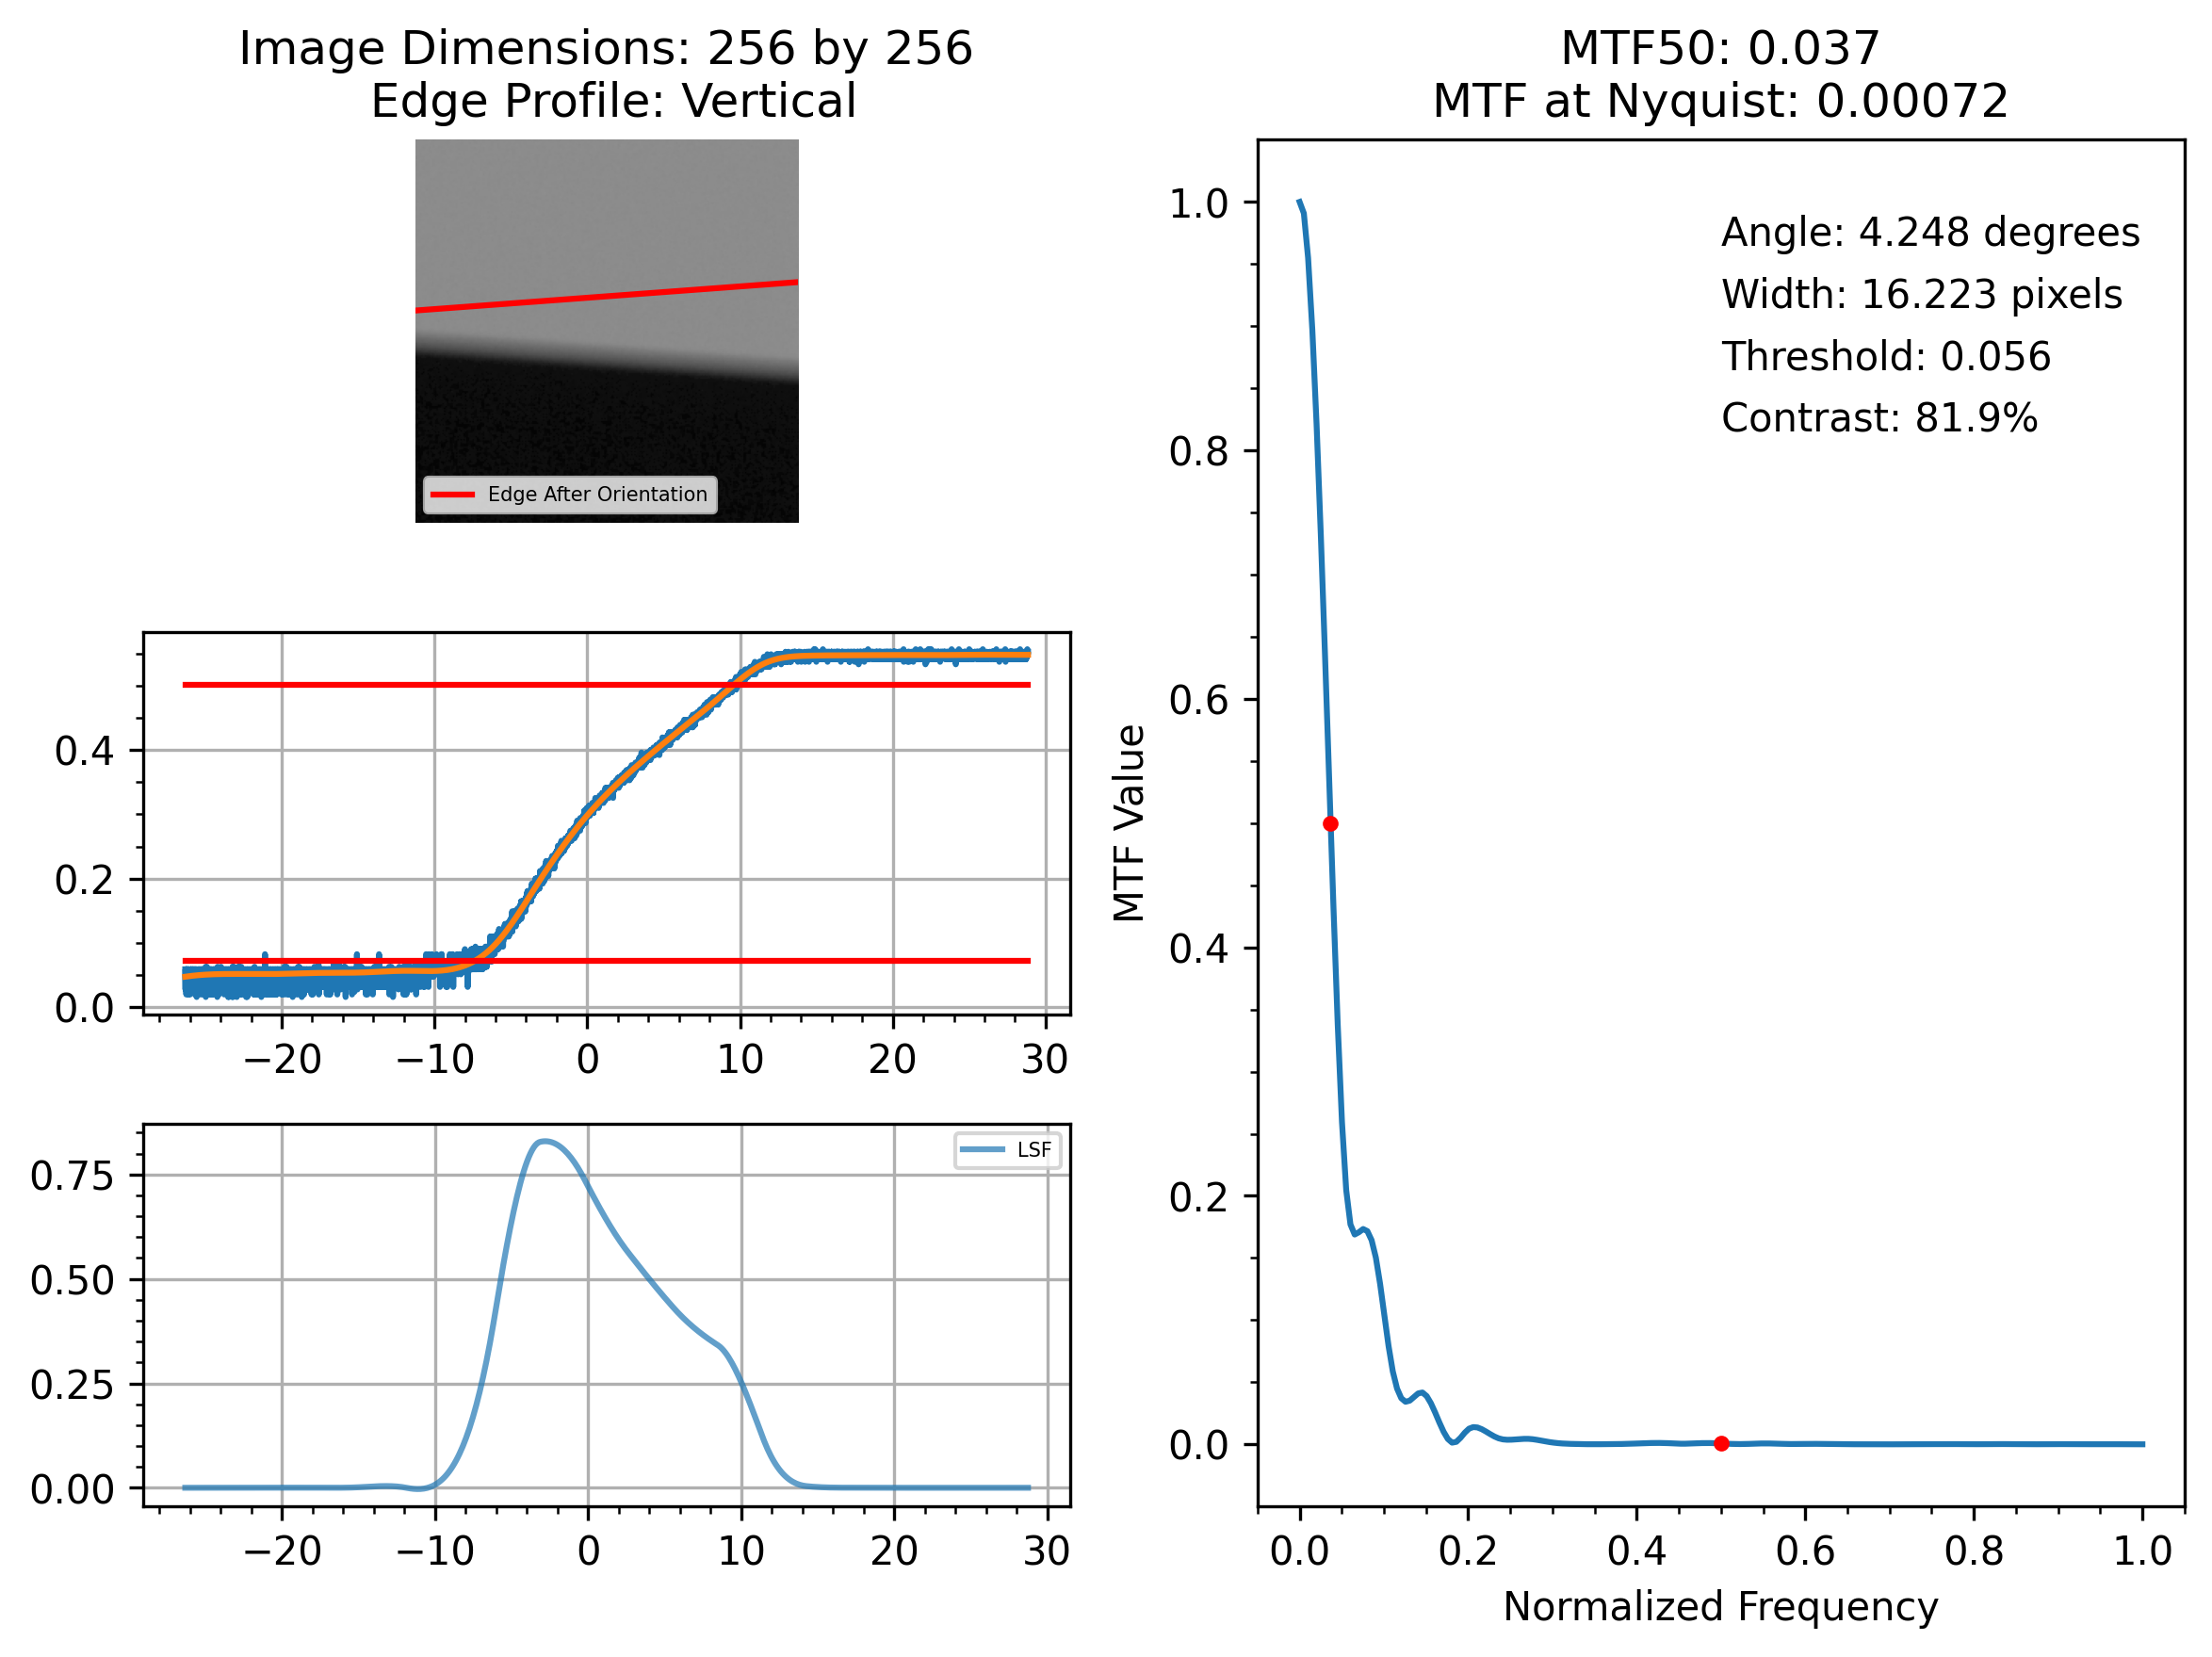 Image Dimensions: 256 by 256
Edge Profile: Vertical
Edge After Orientation
0.4
0.2
0.0
−20 −10 0 10 20 30
LSF
0.75
0.50
0.25
0.00
−20 −10 0 10 20 30
MTF50: 0.037
MTF at Nyquist: 0.00072
Angle: 4.248 degrees
Width: 16.223 pixels
Threshold: 0.056
Contrast: 81.9%
MTF Value
1.0
0.8
0.6
0.4
0.2
0.0
0.0 0.2 0.4 0.6 0.8 1.0
Normalized Frequency